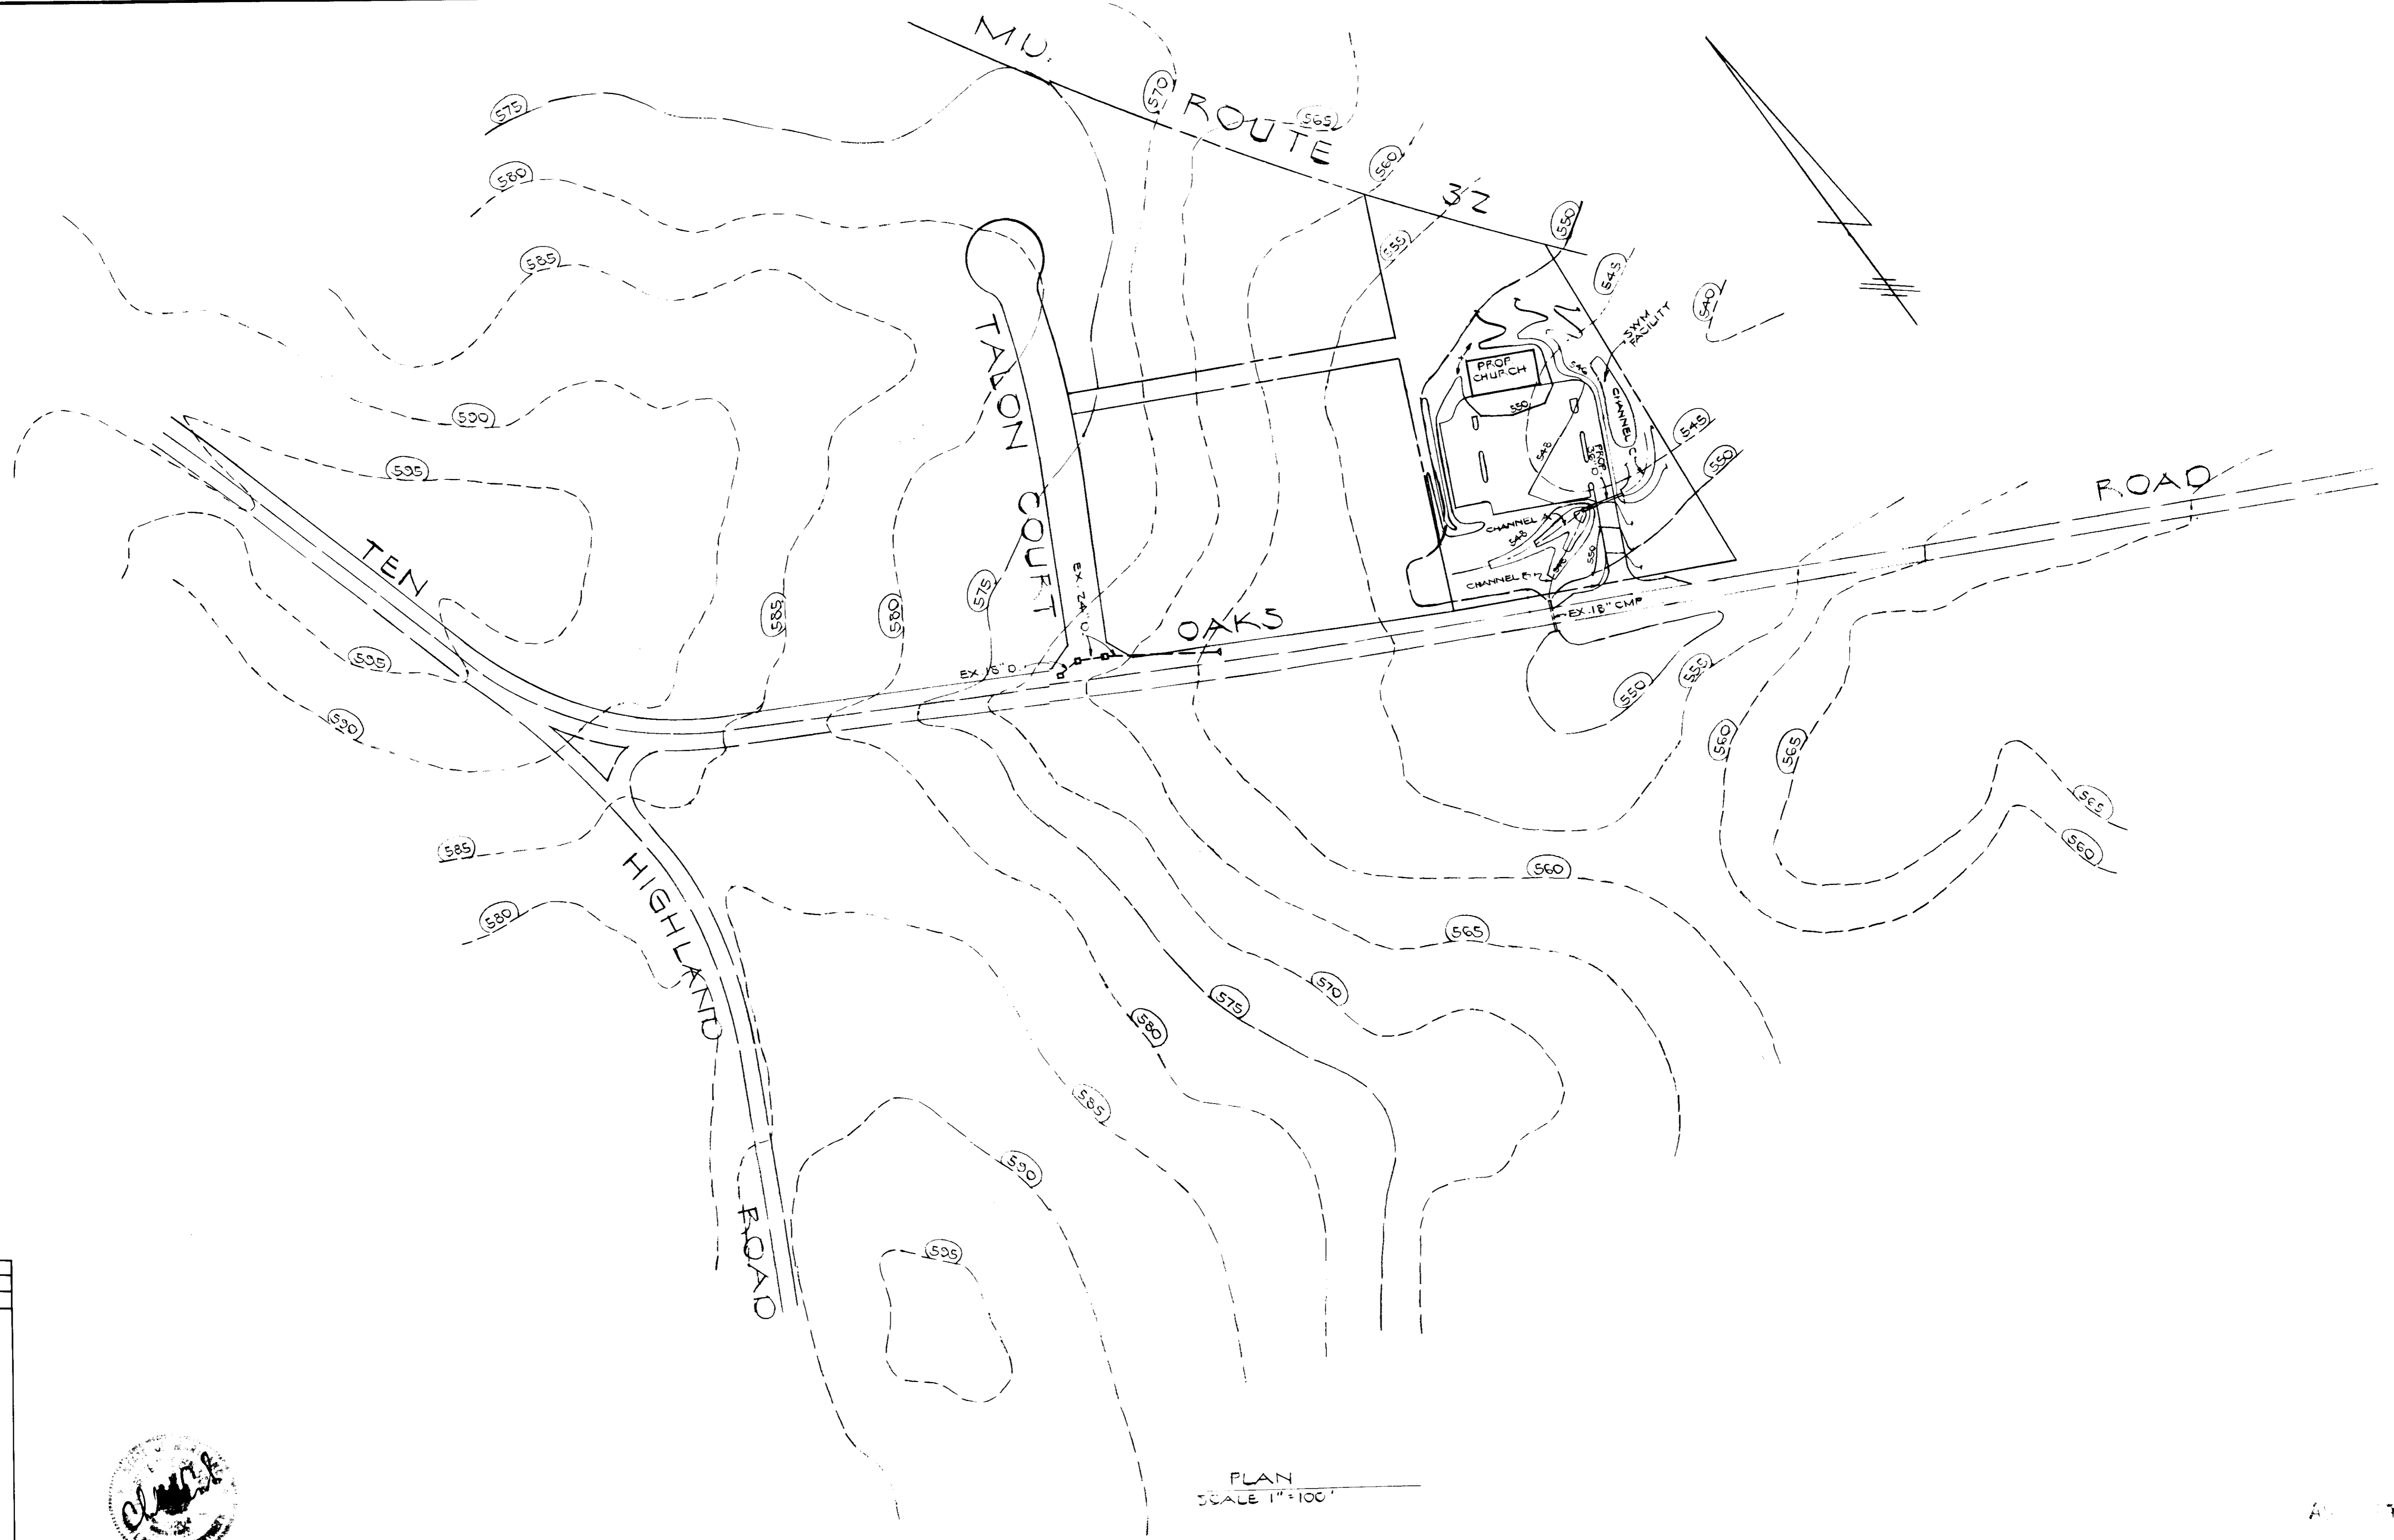 MD.
ROUTE
32
575
570
565
560
580
550
555
585
545
540
SWM
FACILITY
TALON COURT
PROP.
CHURCH
546
CHANNEL C
550
548
PROP.
545
550
590
595
ROAD
TEN
CHANNEL A
548
550
CHANNEL B
EX. 24" D.
575
580
585
EX. 18" CMP
OAKS
EX. 15" D.
595
590
555
550
560
565
585
560
565
560
580
565
HIGHLAND
570
575
580
585
590
ROAD
595
PLAN
SCALE 1"=100'